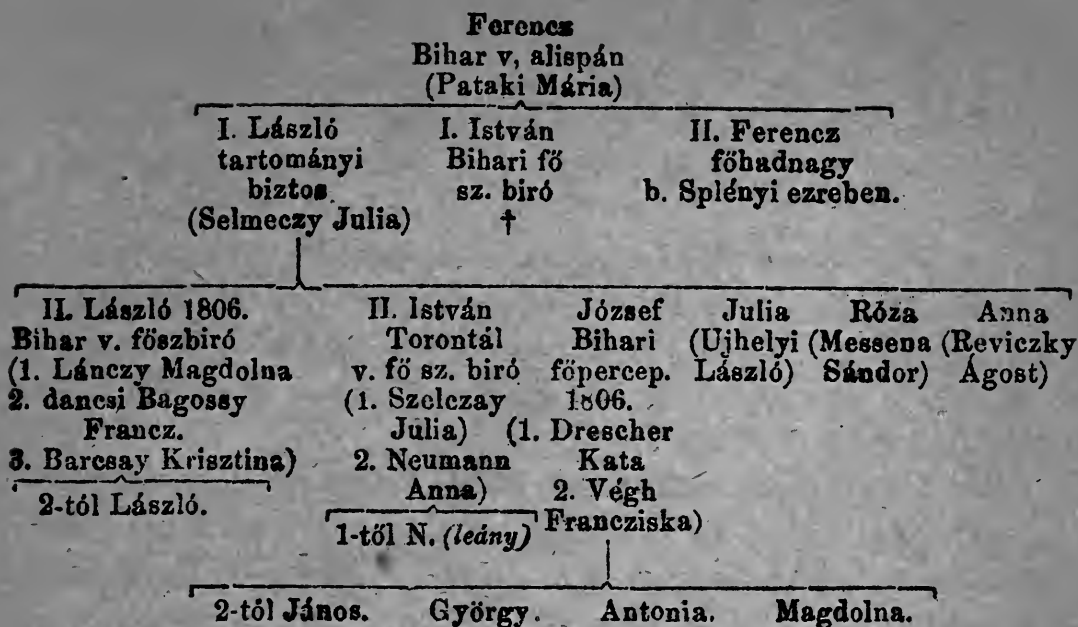 Ferencz
Bihar v, alispán
(Pataki Mária)
I. László I. István II. Ferencz
tartományi Bihari fő főhadnagy
biztos. sz. biró b. Splényi ezreben.
(Selmeczy Julia) †
II. László 1806. II. István József Julia Róza Anna
Bihar v. főszbiró Torontál Bihari (Ujhelyi (Messena (Reviczky
(1. Lánczy Magdolna v. fő sz. biró főpercep. László) Sándor) Ágost)
2. dancsi Bagossy (1. Szelczay 1806.
Francz. Julia) (1. Drescher
3. Barcsay Krisztina) 2. Neumann Kata
Anna) 2. Végh
2-tól László. Francziska)
1-től N. (leány)
2-tól János. György. Antonia. Magdolna.